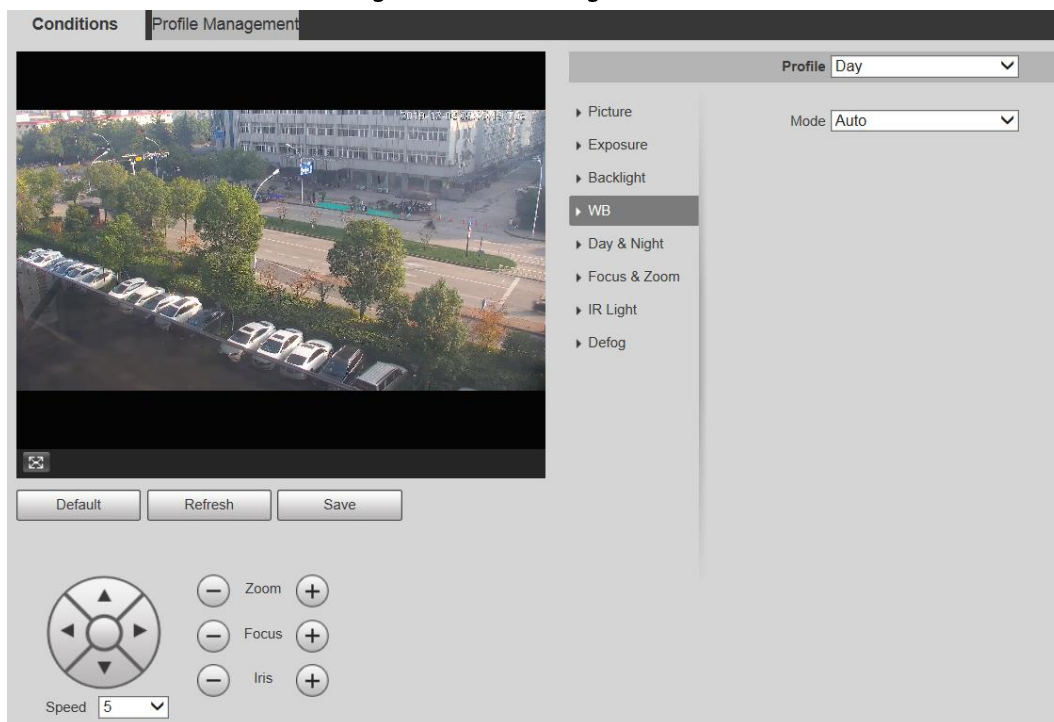 Conditions
Profile Management
Profile Day
Picture
Mode Auto
Exposure
Backlight
WB
Day & Night
Focus & Zoom
IR Light
Defog
Default
Refresh
Save
Zoom
Focus
Iris
Speed 5